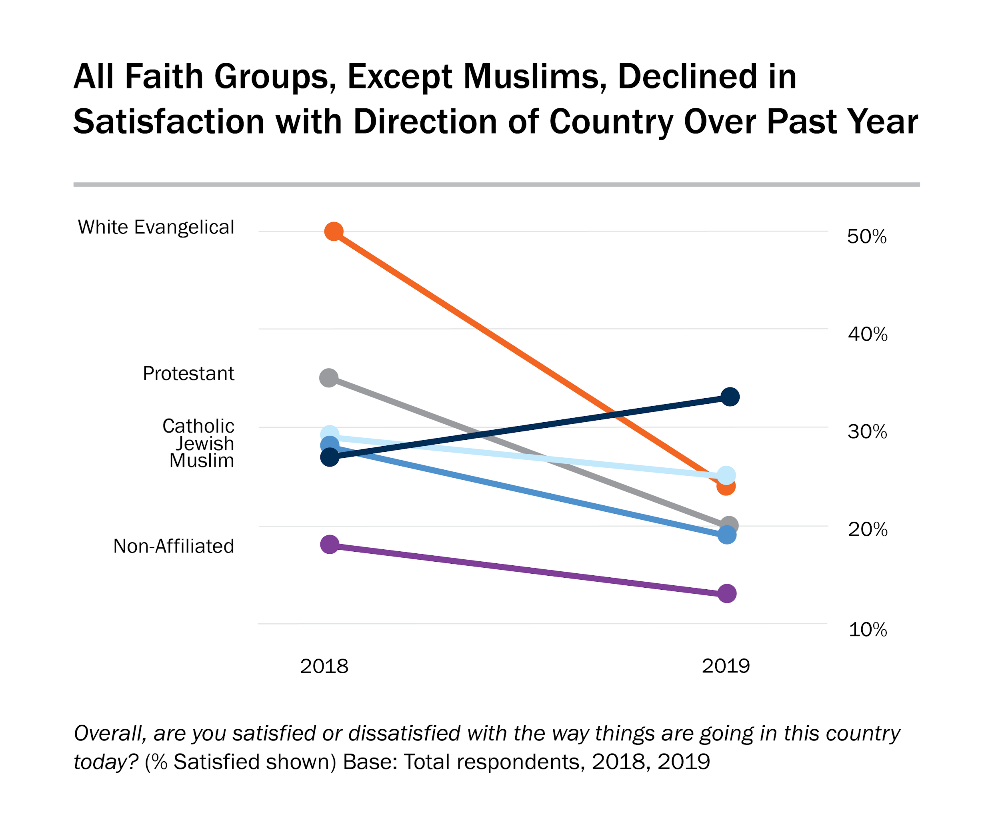 All Faith Groups, Except Muslims, Declined in
Satisfaction with Direction of Country Over Past Year
White Evangelical
50%
40%
Protestant
Catholic
30%
Jewish
Muslim
20%
Non-Affiliated
10%
2018
2019
Overall, are you satisfied or dissatisfied with the way things are going in this country
today? (% Satisfied shown) Base: Total respondents, 2018, 2019